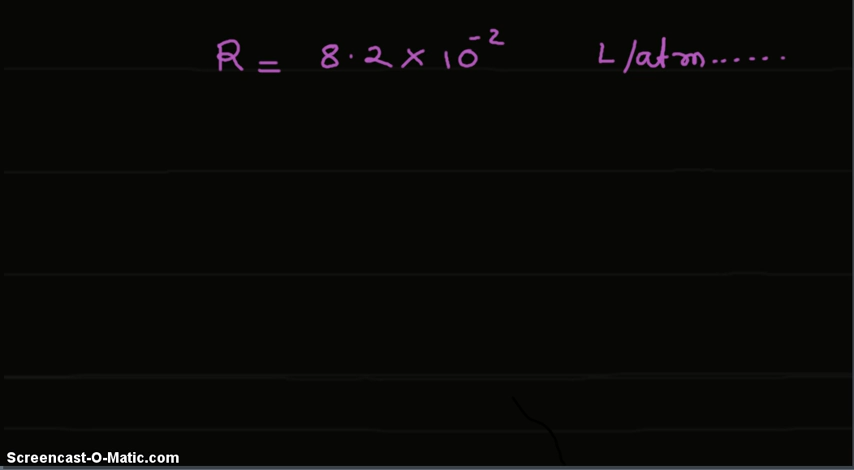 R = 8.2 × 10⁻² L/atm......
Screencast-O-Matic.com